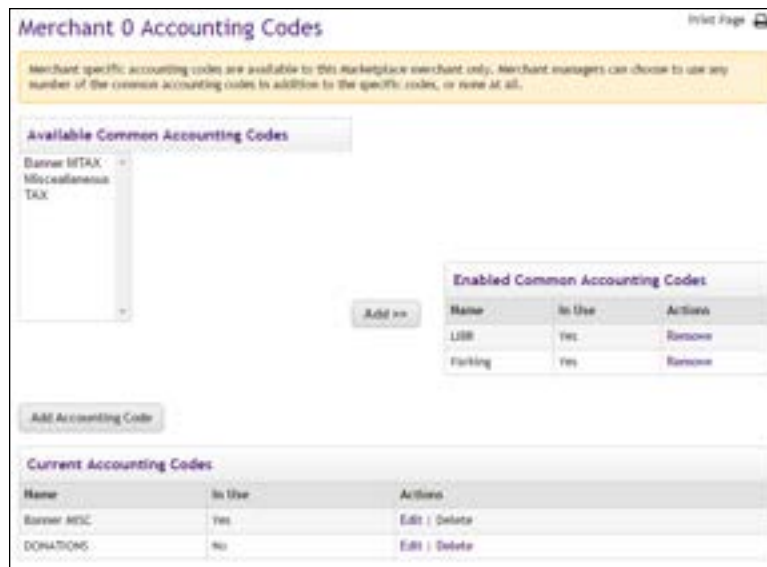 Merchant 0 Accounting Codes
Print Page
Merchant specific accounting codes are available to this Marketplace merchant only. Merchant managers can choose to use any
number of the common accounting codes in addition to the specific codes, or none at all.
Available Common Accounting Codes
Banner MTAX
Misceallaneous
TAX
Add >>
Enabled Common Accounting Codes
Name In Use Actions
LIBR Yes Remove
Parking Yes Remove
Add Accounting Code
Current Accounting Codes
Name In Use Actions
Banner MISC Yes Edit | Delete
DONATIONS No Edit | Delete